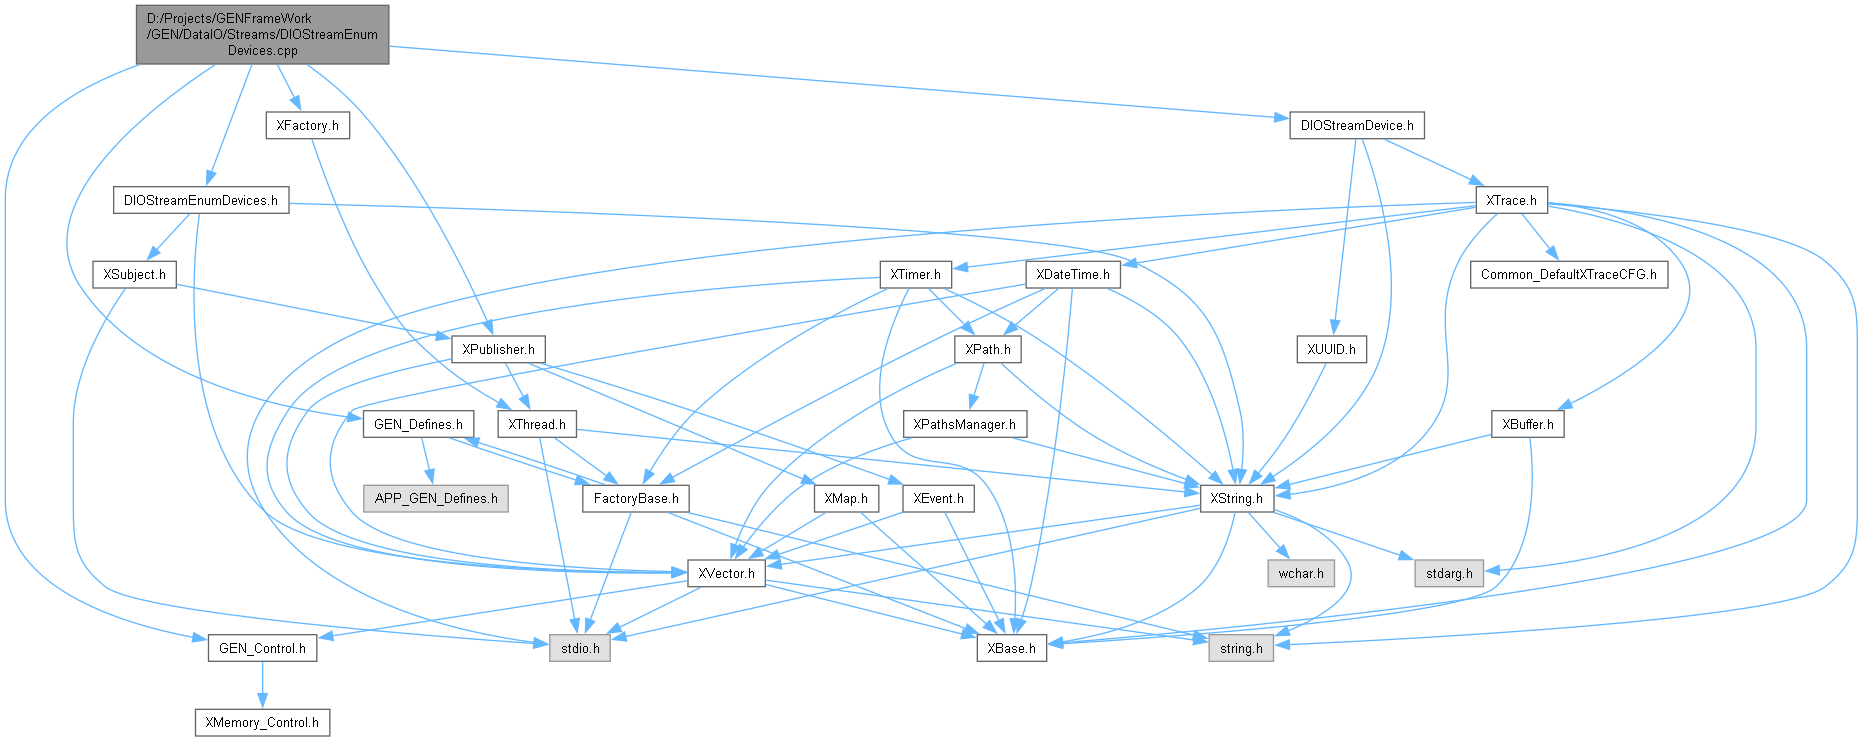 D:/Projects/GENFrameWork
/GEN/DataIO/Streams/DIOStreamEnum
Devices.cpp
XFactory.h
DIOStreamDevice.h
DIOStreamEnumDevices.h
XTrace.h
XSubject.h
XTimer.h
XDateTime.h
Common_DefaultXTraceCFG.h
XPublisher.h
XPath.h
XUUID.h
GEN_Defines.h
XThread.h
XPathsManager.h
XBuffer.h
APP_GEN_Defines.h
FactoryBase.h
XMap.h
XEvent.h
XString.h
XVector.h
wchar.h
stdarg.h
GEN_Control.h
stdio.h
XBase.h
string.h
XMemory_Control.h